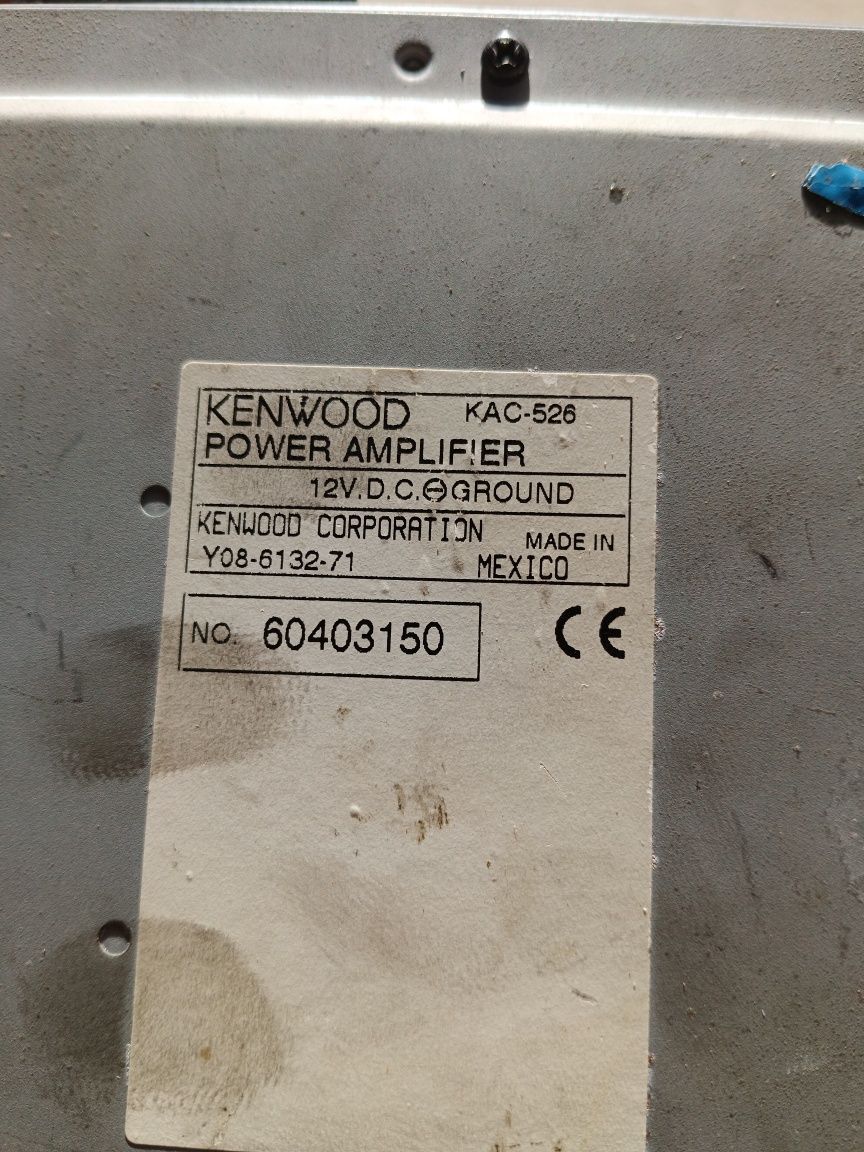 KENWOOD KAC-526
POWER AMPLIFIER
12V.D.C.⊖GROUND
KENWOOD CORPORATION MADE IN
Y08-6132-71 MEXICO
NO. 60403150 CE